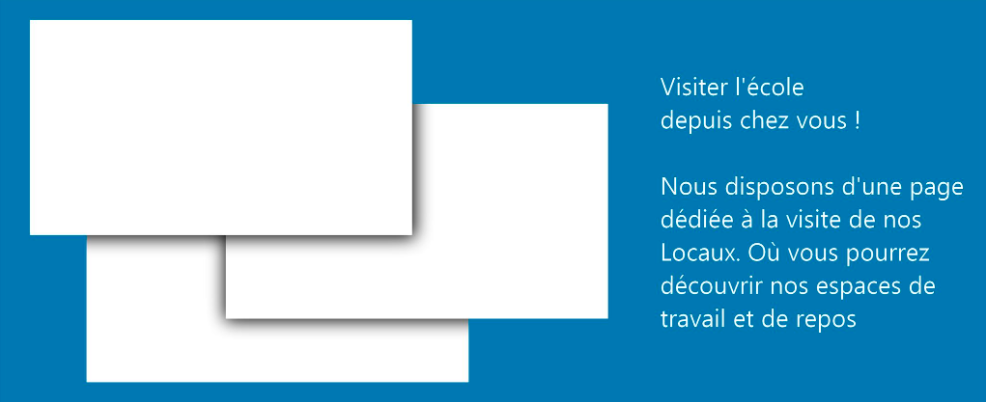 Visiter l'école
depuis chez vous !
Nous disposons d'une page
dédiée à la visite de nos
Locaux. Où vous pourrez
découvrir nos espaces de
travail et de repos